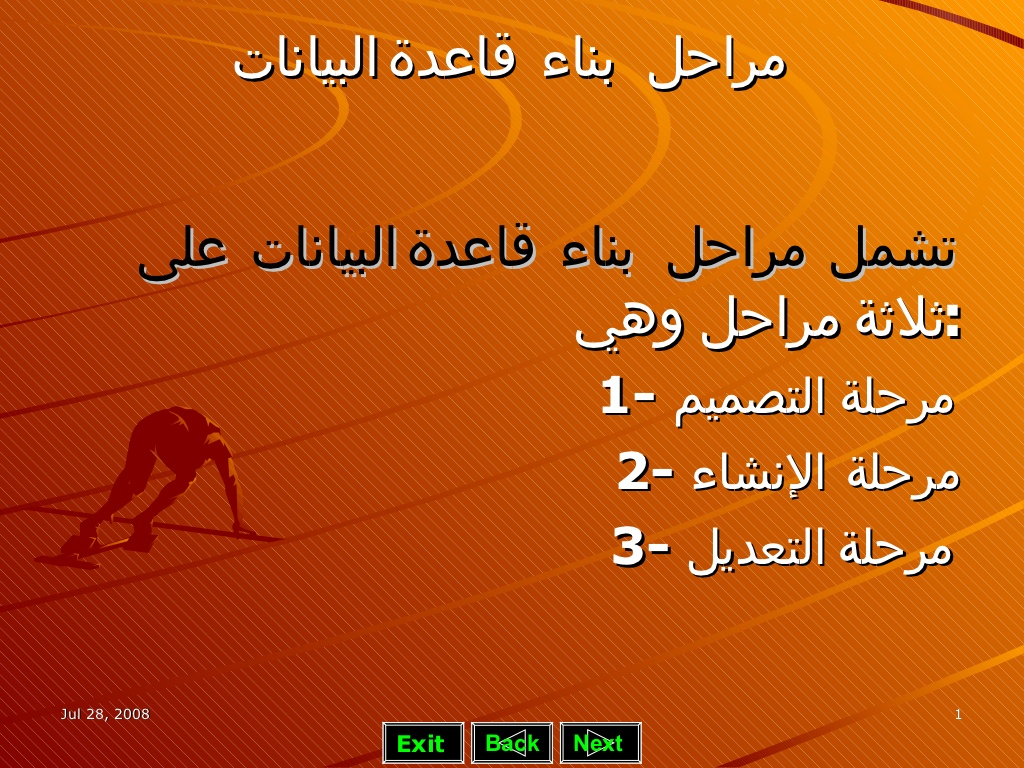 مراحل بناء قاعدة البيانات
تشمل مراحل بناء قاعدة البيانات على
ثلاثة مراحل وهي:
1- مرحلة التصميم
2- مرحلة الإنشاء
3- مرحلة التعديل
Jul 28, 2008
1
Exit
Back
Next